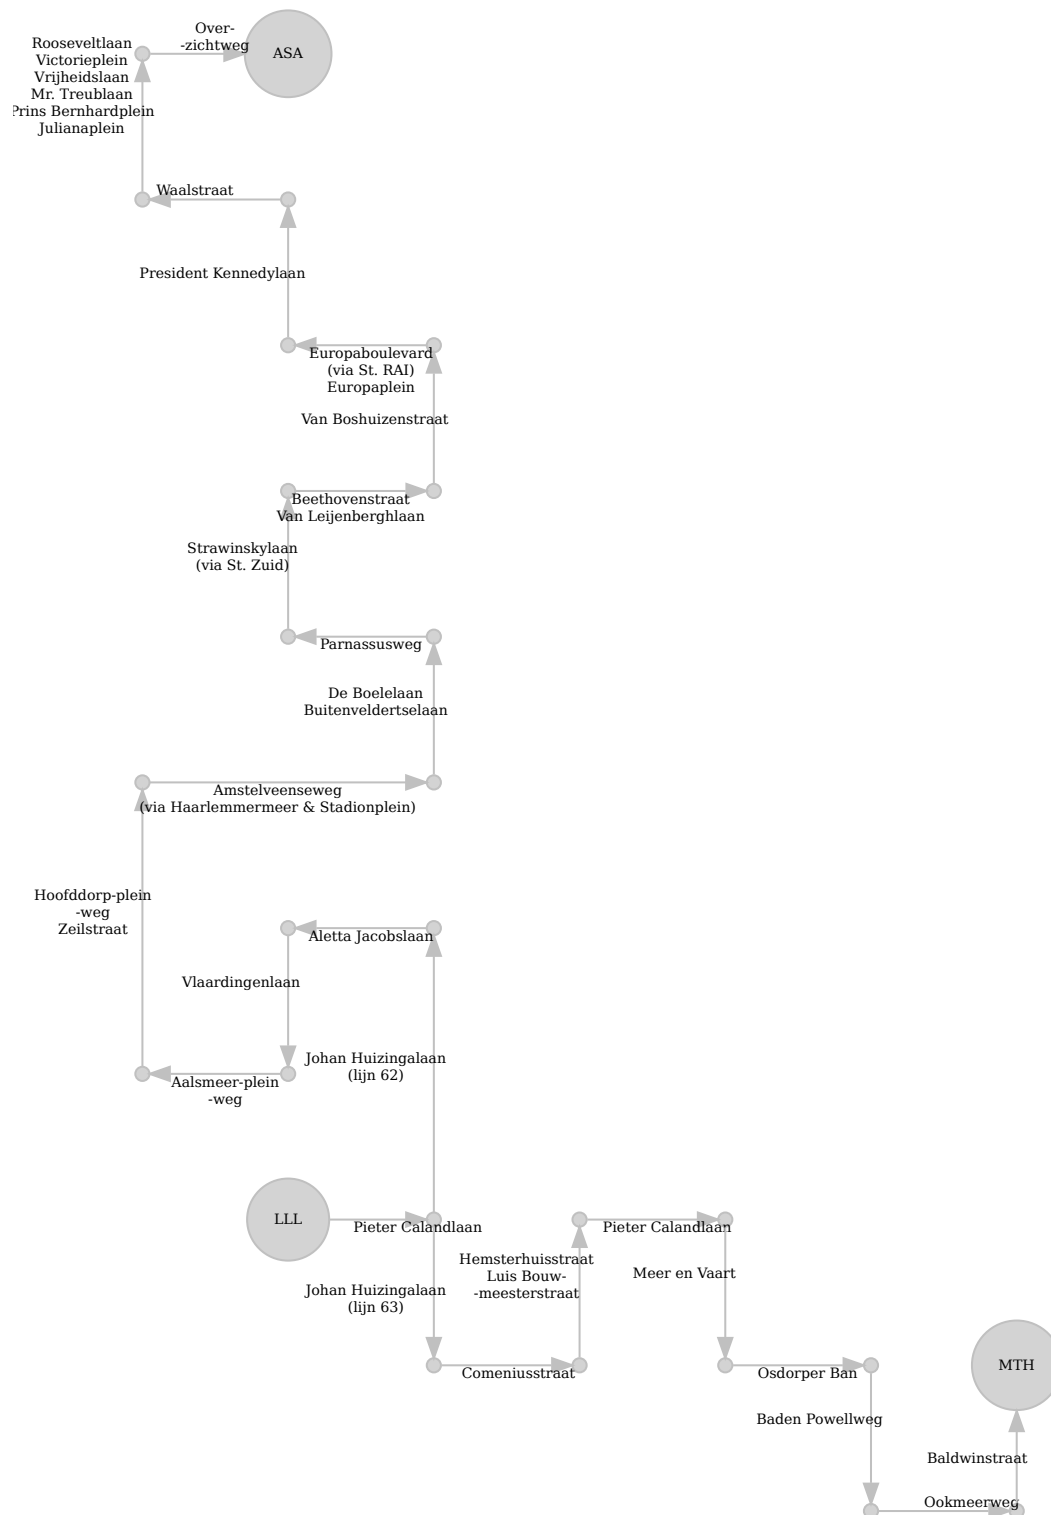 Over-
-zichtweg
ASA
Rooseveltlaan
Victorieplein
Vrijheidslaan
Mr. Treublaan
Prins Bernhardplein
Julianaplein
Waalstraat
President Kennedylaan
Europaboulevard
(via St. RAI)
Europaplein
Van Boshuizenstraat
Beethovenstraat
Van Leijenberghlaan
Strawinskylaan
(via St. Zuid)
Parnassusweg
De Boelelaan
Buitenveldertselaan
Amstelveenseweg
(via Haarlemmermeer & Stadionplein)
Hoofddorp-plein
-weg
Zeilstraat
Aletta Jacobslaan
Vlaardingenlaan
Johan Huizingalaan
(lijn 62)
Aalsmeer-plein
-weg
LLL
Pieter Calandlaan
Pieter Calandlaan
Hemsterhuisstraat
Luis Bouw-
-meesterstraat
Meer en Vaart
Johan Huizingalaan
(lijn 63)
Comeniusstraat
Osdorper Ban
MTH
Baden Powellweg
Baldwinstraat
Ookmeerweg